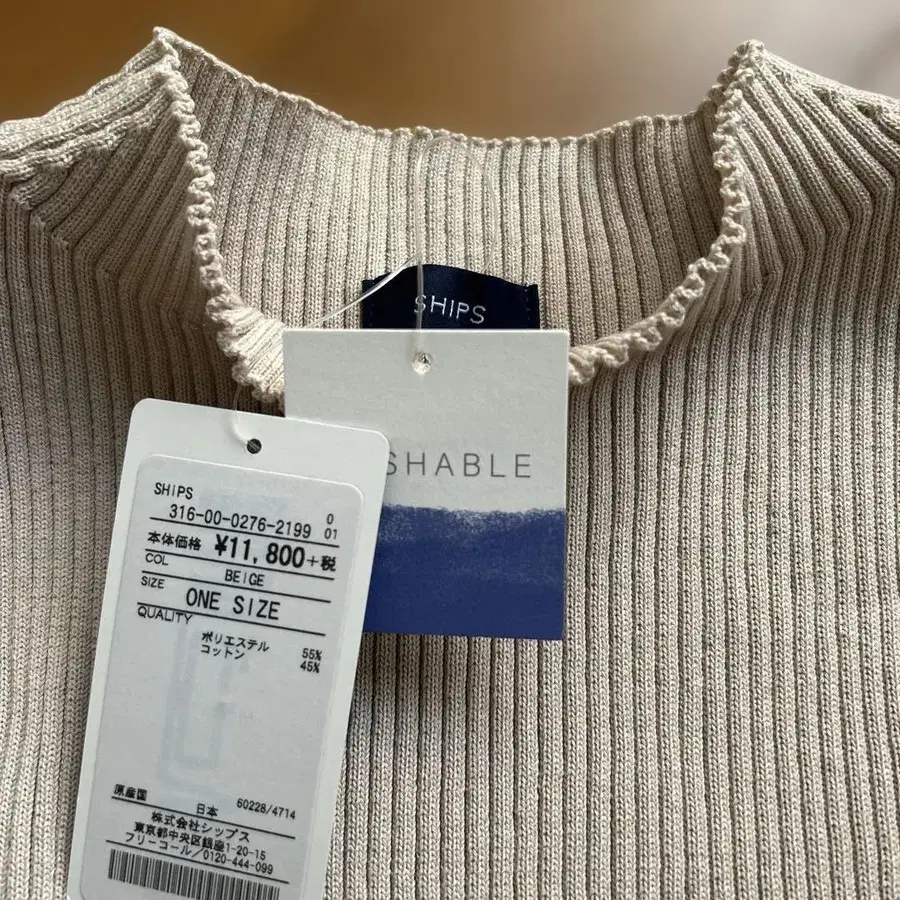 SHIPS
SHABLE
SHIPS
316-00-0276-2199 0
01
本体価格 ¥11,800+税
COL BEIGE
SIZE ONE SIZE
QUALITY
ポリエステル 55%
コットン 45%
原産国 日本 60228/4714
株式会社シップス
東京都中央区銀座1-20-15
フリーコール/0120-444-099